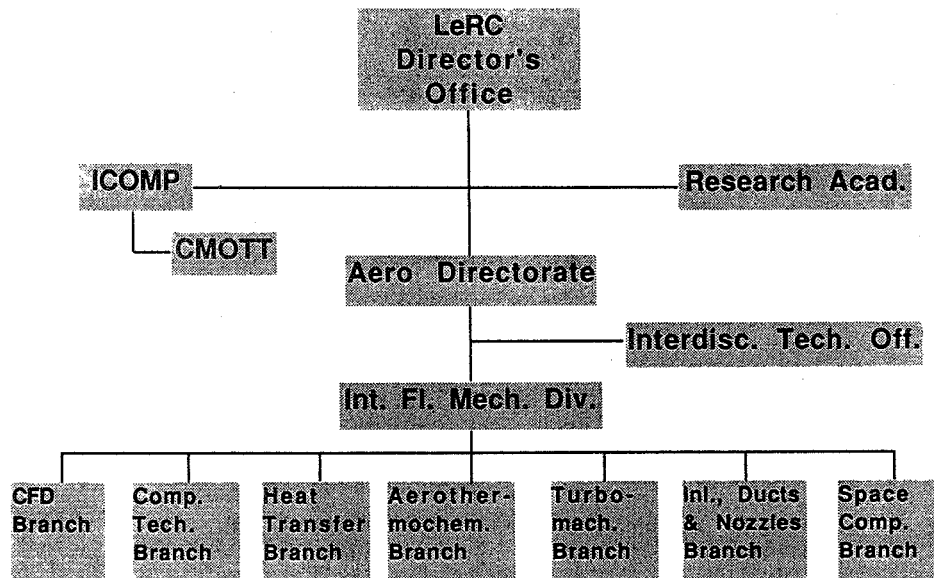 LeRC
Director's
Office
ICOMP
Research Acad.
CMOTT
Aero Directorate
Interdisc. Tech. Off.
Int. Fl. Mech. Div.
CFD
Branch
Comp.
Tech.
Branch
Heat
Transfer
Branch
Aerother-
mochem.
Branch
Turbo-
mach.
Branch
Inl., Ducts
& Nozzles
Branch
Space
Comp.
Branch